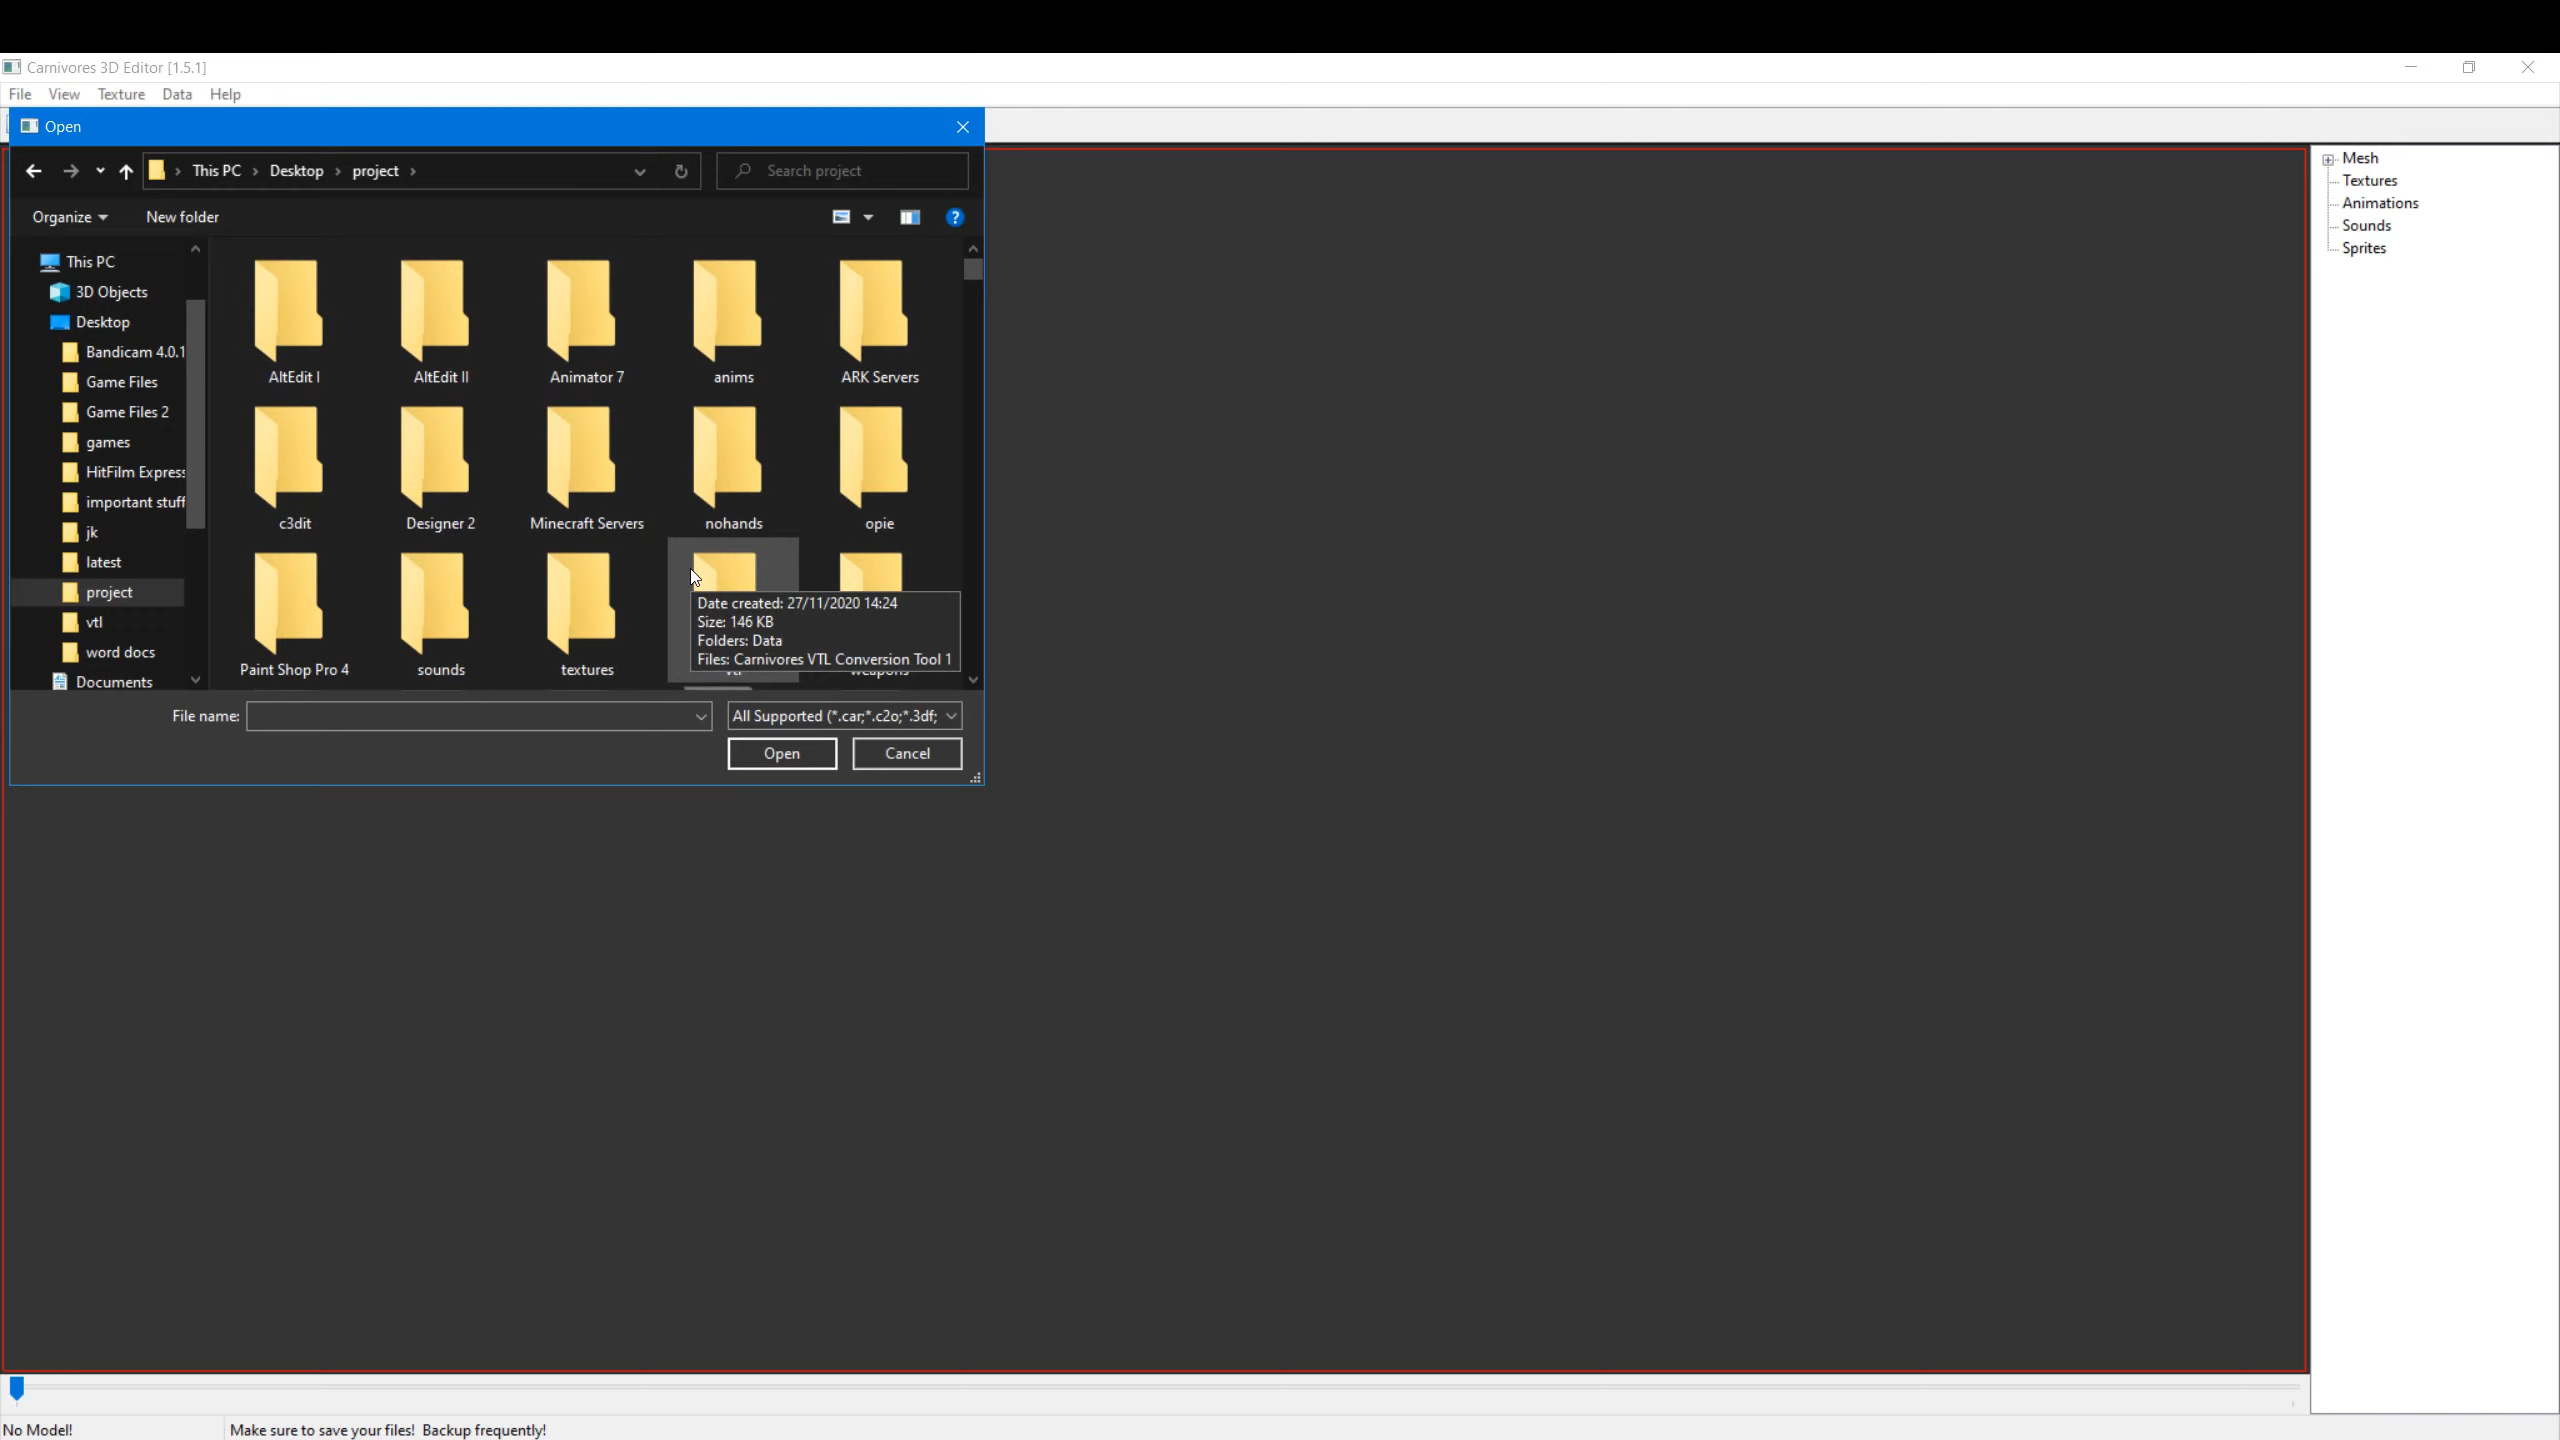 Carnivores 3D Editor [1.5.1]
File View Texture Data Help
Open
This PC > Desktop > project >
Search project
Organize
New folder
This PC
3D Objects
Desktop
Bandicam 4.0.1
Game Files
Game Files 2
games
HitFilm Express
important stuff
jk
latest
project
vtl
word docs
Documents
AltEdit I
AltEdit II
Animator 7
anims
ARK Servers
c3dit
Designer 2
Minecraft Servers
nohands
opie
Paint Shop Pro 4
sounds
textures
vtl
weapons
Date created: 27/11/2020 14:24
Size: 146 KB
Folders: Data
Files: Carnivores VTL Conversion Tool 1
File name:
All Supported (*.car;*.c2o;*.3df;
Open
Cancel
Mesh
Textures
Animations
Sounds
Sprites
No Model!
Make sure to save your files! Backup frequently!